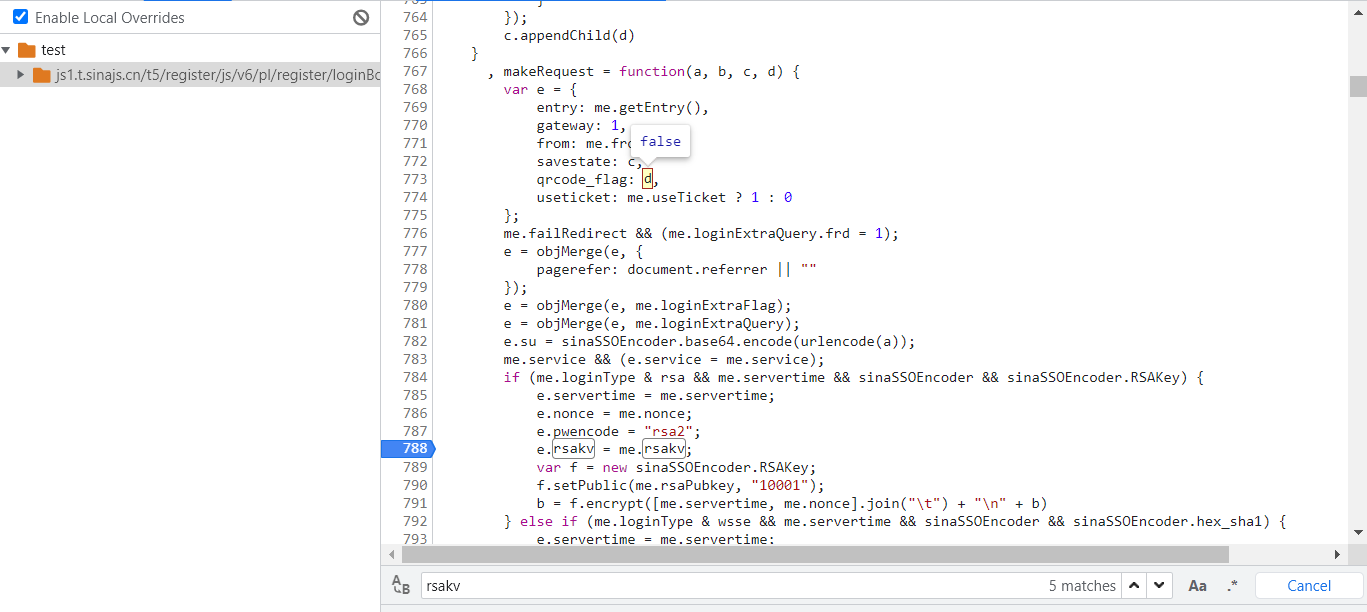 Enable Local Overrides
test
js1.t.sinajs.cn/t5/register/js/v6/pl/register/loginBo
764 });
765 c.appendChild(d)
766 }
767 , makeRequest = function(a, b, c, d) {
768 var e = {
769 entry: me.getEntry(),
770 gateway: 1,
771 from: me.fro
false
772 savestate: c,
773 qrcode_flag: d,
774 useticket: me.useTicket ? 1 : 0
775 };
776 me.failRedirect && (me.loginExtraQuery.frd = 1);
777 e = objMerge(e, {
778 pagerefer: document.referrer || ""
779 });
780 e = objMerge(e, me.loginExtraFlag);
781 e = objMerge(e, me.loginExtraQuery);
782 e.su = sinaSSOEncoder.base64.encode(urlencode(a));
783 me.service && (e.service = me.service);
784 if (me.loginType & rsa && me.servertime && sinaSSOEncoder && sinaSSOEncoder.RSAKey) {
785 e.servertime = me.servertime;
786 e.nonce = me.nonce;
787 e.pwencode = "rsa2";
788 e.rsakv = me.rsakv;
789 var f = new sinaSSOEncoder.RSAKey;
790 f.setPublic(me.rsaPubkey, "10001");
791 b = f.encrypt([me.servertime, me.nonce].join("\t") + "\n" + b)
792 } else if (me.loginType & wsse && me.servertime && sinaSSOEncoder && sinaSSOEncoder.hex_sha1) {
793 e.servertime = me.servertime;
rsakv 5 matches Aa .* Cancel